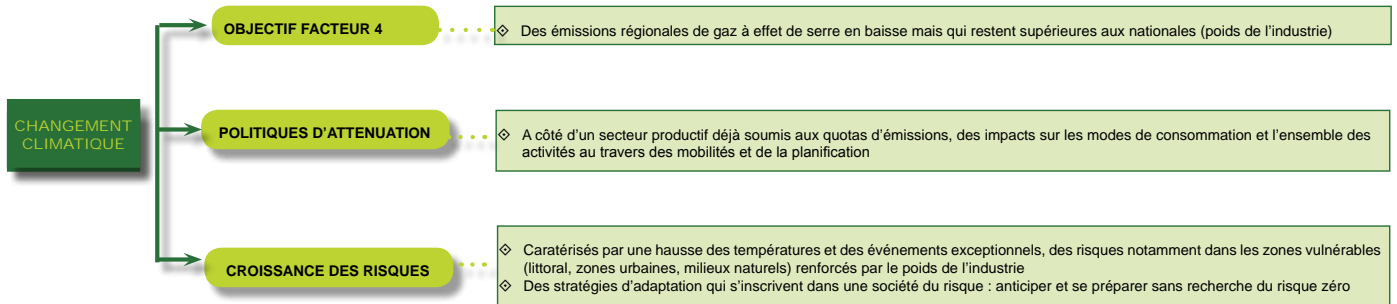 CHANGEMENT
CLIMATIQUE
OBJECTIF FACTEUR 4
Des émissions régionales de gaz à effet de serre en baisse mais qui restent supérieures aux nationales (poids de l'industrie)
POLITIQUES D'ATTENUATION
A côté d'un secteur productif déjà soumis aux quotas d'émissions, des impacts sur les modes de consommation et l'ensemble des
activités au travers des mobilités et de la planification
CROISSANCE DES RISQUES
Caratérisés par une hausse des températures et des événements exceptionnels, des risques notamment dans les zones vulnérables
(littoral, zones urbaines, milieux naturels) renforcés par le poids de l'industrie
Des stratégies d'adaptation qui s'inscrivent dans une société du risque : anticiper et se préparer sans recherche du risque zéro